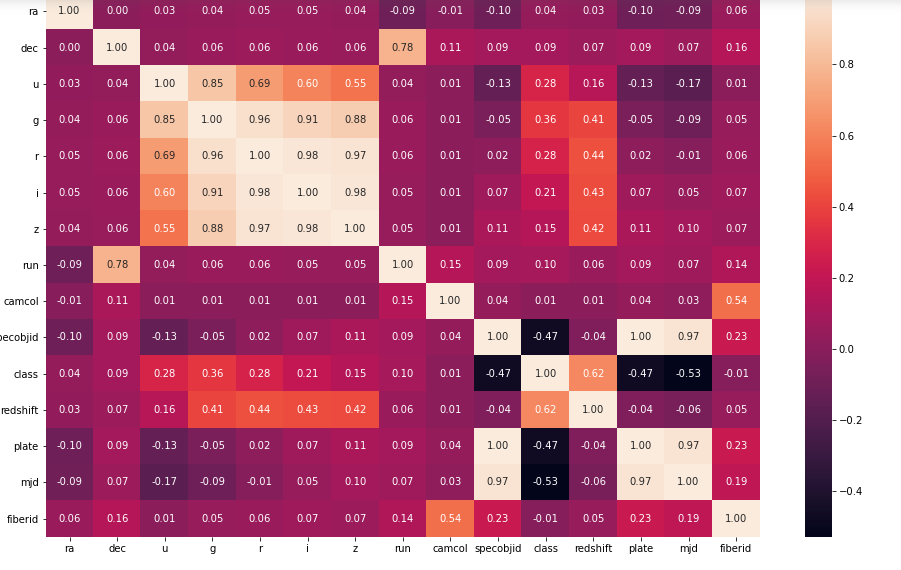 ra 1.00 0.00 0.03 0.04 0.05 0.05 0.04 -0.09 -0.01 -0.10 0.04 0.03 -0.10 -0.09 0.06
dec 0.00 1.00 0.04 0.06 0.06 0.06 0.06 0.78 0.11 0.09 0.09 0.07 0.09 0.07 0.16
0.8
u 0.03 0.04 1.00 0.85 0.69 0.60 0.55 0.04 0.01 -0.13 0.28 0.16 -0.13 -0.17 0.01
g 0.04 0.06 0.85 1.00 0.96 0.91 0.88 0.06 0.01 -0.05 0.36 0.41 -0.05 -0.09 0.05
0.6
r 0.05 0.06 0.69 0.96 1.00 0.98 0.97 0.06 0.01 0.02 0.28 0.44 0.02 -0.01 0.06
i 0.05 0.06 0.60 0.91 0.98 1.00 0.98 0.05 0.01 0.07 0.21 0.43 0.07 0.05 0.07
0.4
z 0.04 0.06 0.55 0.88 0.97 0.98 1.00 0.05 0.01 0.11 0.15 0.42 0.11 0.10 0.07
run -0.09 0.78 0.04 0.06 0.06 0.05 0.05 1.00 0.15 0.09 0.10 0.06 0.09 0.07 0.14
0.2
camcol -0.01 0.11 0.01 0.01 0.01 0.01 0.01 0.15 1.00 0.04 0.01 0.01 0.04 0.03 0.54
pecobjid -0.10 0.09 -0.13 -0.05 0.02 0.07 0.11 0.09 0.04 1.00 -0.47 -0.04 1.00 0.97 0.23
0.0
class 0.04 0.09 0.28 0.36 0.28 0.21 0.15 0.10 0.01 -0.47 1.00 0.62 -0.47 -0.53 -0.01
redshift 0.03 0.07 0.16 0.41 0.44 0.43 0.42 0.06 0.01 -0.04 0.62 1.00 -0.04 -0.06 0.05
−0.2
plate -0.10 0.09 -0.13 -0.05 0.02 0.07 0.11 0.09 0.04 1.00 -0.47 -0.04 1.00 0.97 0.23
mjd -0.09 0.07 -0.17 -0.09 -0.01 0.05 0.10 0.07 0.03 0.97 -0.53 -0.06 0.97 1.00 0.19
−0.4
fiberid 0.06 0.16 0.01 0.05 0.06 0.07 0.07 0.14 0.54 0.23 -0.01 0.05 0.23 0.19 1.00
ra dec u g r i z run camcol specobjid class redshift plate mjd fiberid